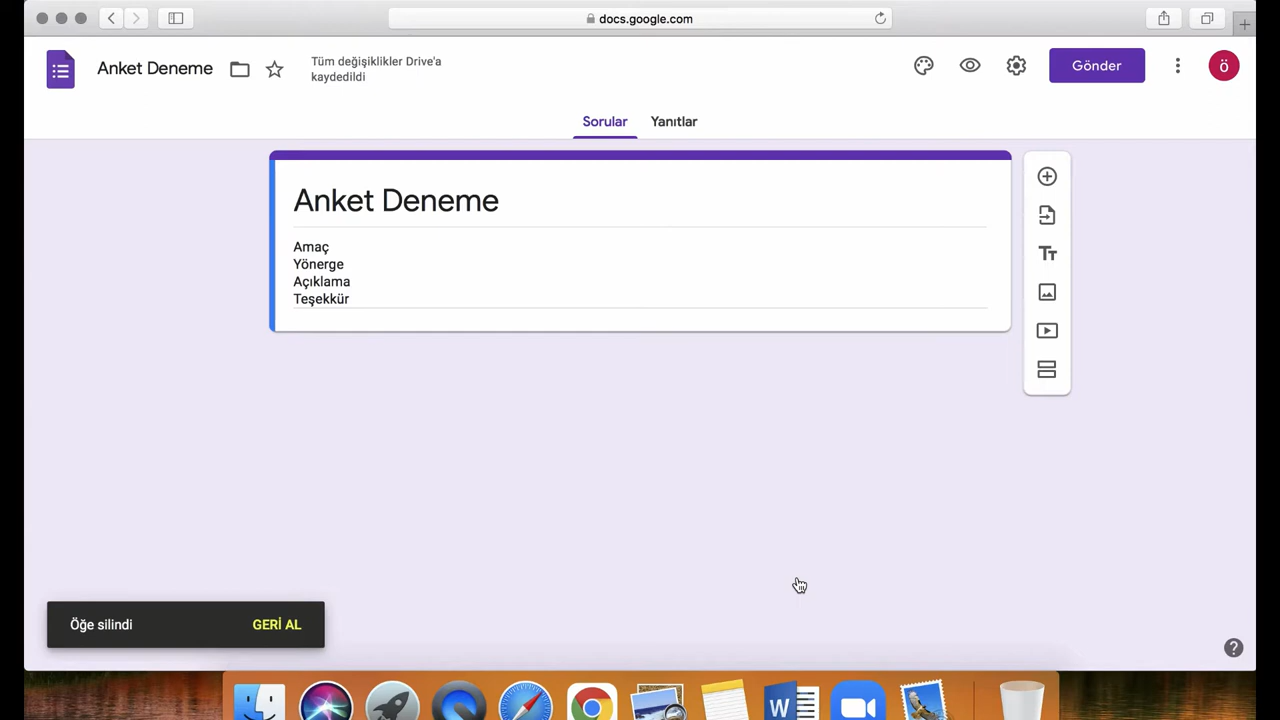 docs.google.com
Anket Deneme
Tüm değişiklikler Drive'a
kaydedildi
Gönder
ö
Sorular
Yanıtlar
Anket Deneme
Amaç
Yönerge
Açıklama
Teşekkür
Öğe silindi
GERİ AL
W